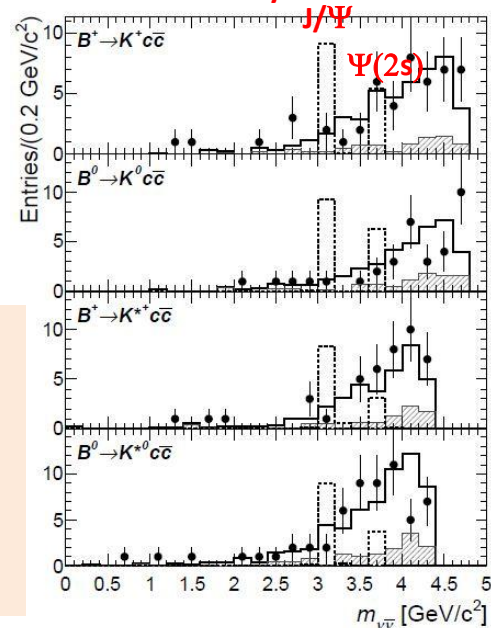 J/Ψ
Ψ(2s)
Entries/(0.2 GeV/c²)
B⁺→K⁺cc̅
10
5
0
B⁰→K⁰cc̅
10
5
0
B⁺→K*⁺cc̅
10
5
0
B⁰→K*⁰cc̅
10
5
0
0 0.5 1 1.5 2 2.5 3 3.5 4 4.5 5
m_νν̅ [GeV/c²]